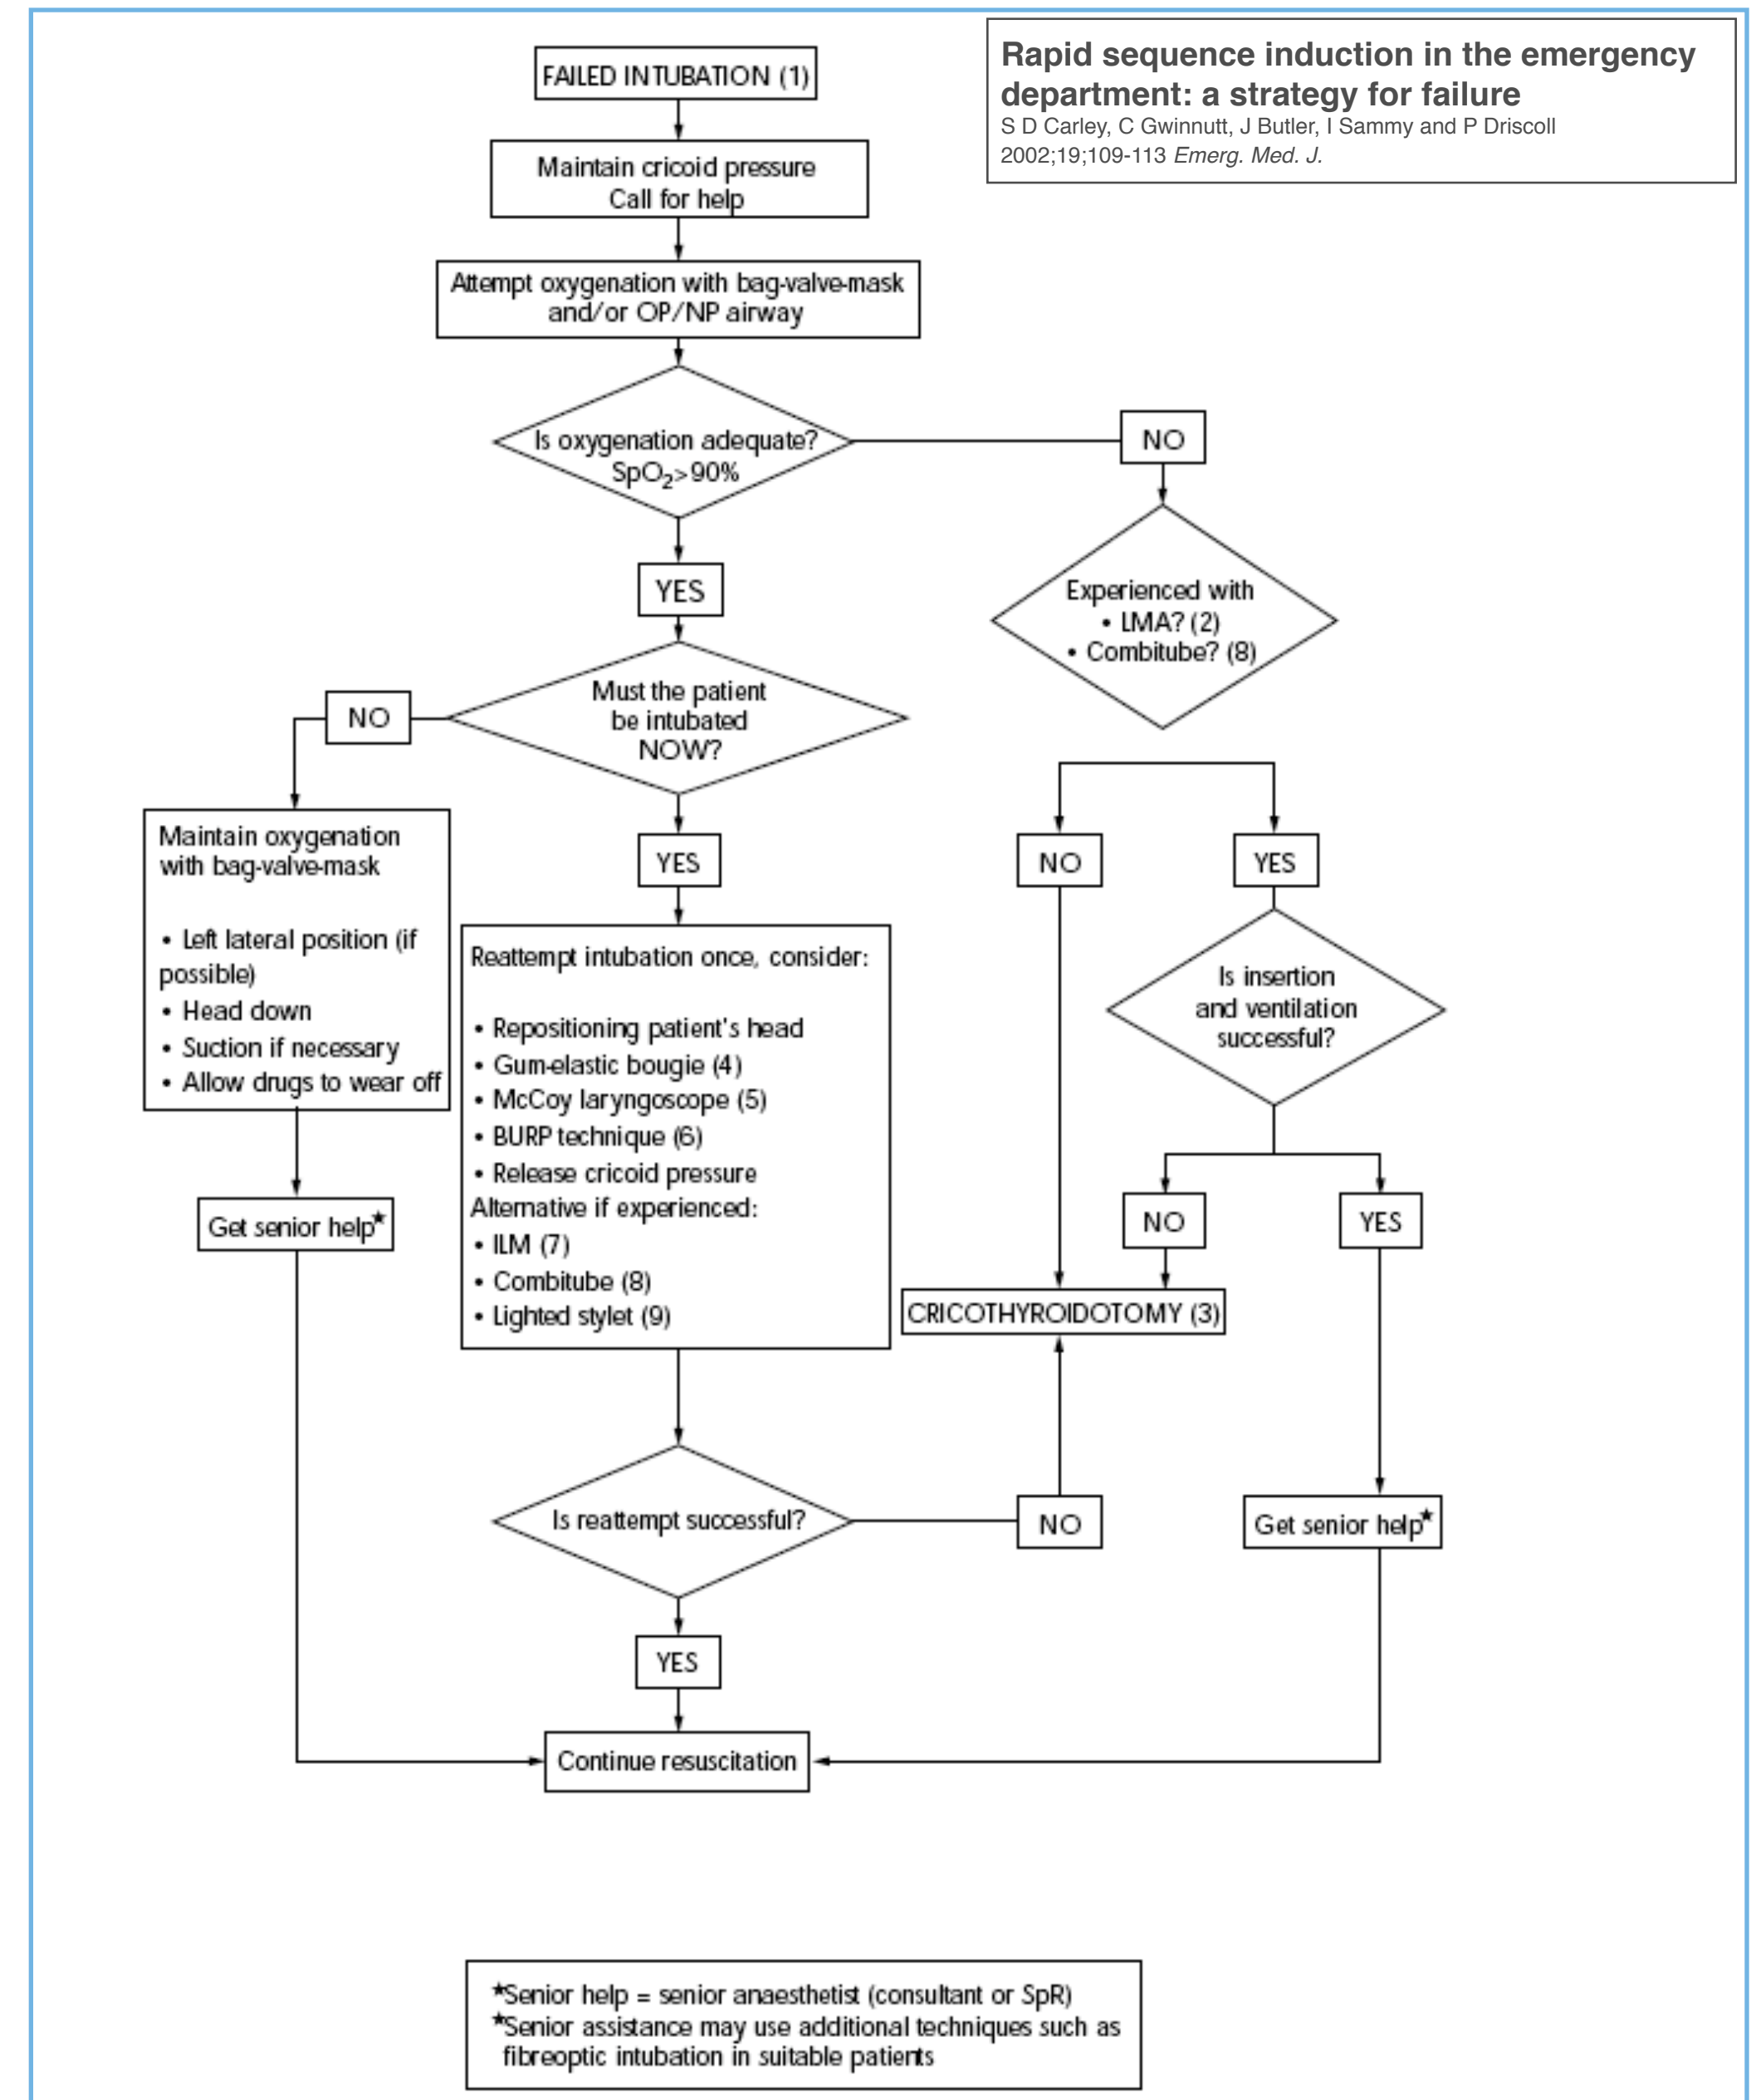 Rapid sequence induction in the emergency
department: a strategy for failure
S D Carley, C Gwinnutt, J Butler, I Sammy and P Driscoll
2002;19;109-113 Emerg. Med. J.
FAILED INTUBATION (1)
Maintain cricoid pressure
Call for help
Attempt oxygenation with bag-valve-mask
and/or OP/NP airway
Is oxygenation adequate?
SpO₂>90%
NO
YES
Experienced with
• LMA? (2)
• Combitube? (8)
Must the patient
be intubated
NOW?
NO
YES
NO
YES
Maintain oxygenation
with bag-valve-mask
• Left lateral position (if
possible)
• Head down
• Suction if necessary
• Allow drugs to wear off
Reattempt intubation once, consider:
• Repositioning patient's head
• Gum-elastic bougie (4)
• McCoy laryngoscope (5)
• BURP technique (6)
• Release cricoid pressure
Alternative if experienced:
• ILM (7)
• Combitube (8)
• Lighted stylet (9)
Is insertion
and ventilation
successful?
NO
YES
Get senior help★
CRICOTHYROIDOTOMY (3)
Is reattempt successful?
NO
Get senior help★
YES
Continue resuscitation
★Senior help = senior anaesthetist (consultant or SpR)
★Senior assistance may use additional techniques such as
fibreoptic intubation in suitable patients